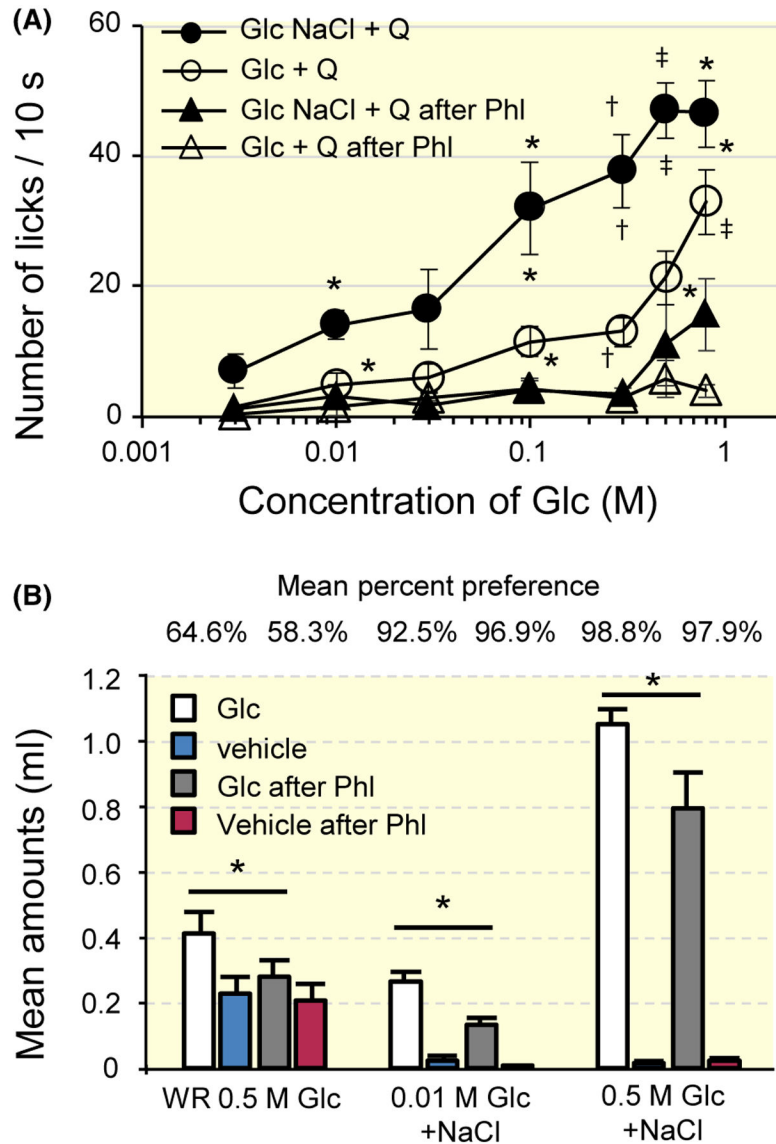 (A)
60
40
20
0
Number of licks / 10 s
Glc NaCl + Q
Glc + Q
Glc NaCl + Q after Phl
Glc + Q after Phl
* * † ‡ *
* † ‡ *
* * † * ‡
0.001 0.01 0.1 1
Concentration of Glc (M)
(B)
Mean percent preference
64.6% 58.3% 92.5% 96.9% 98.8% 97.9%
1.2
1.0
0.8
0.6
0.4
0.2
0
Mean amounts (ml)
Glc
vehicle
Glc after Phl
Vehicle after Phl
* * *
WR 0.5 M Glc
0.01 M Glc
+NaCl
0.5 M Glc
+NaCl